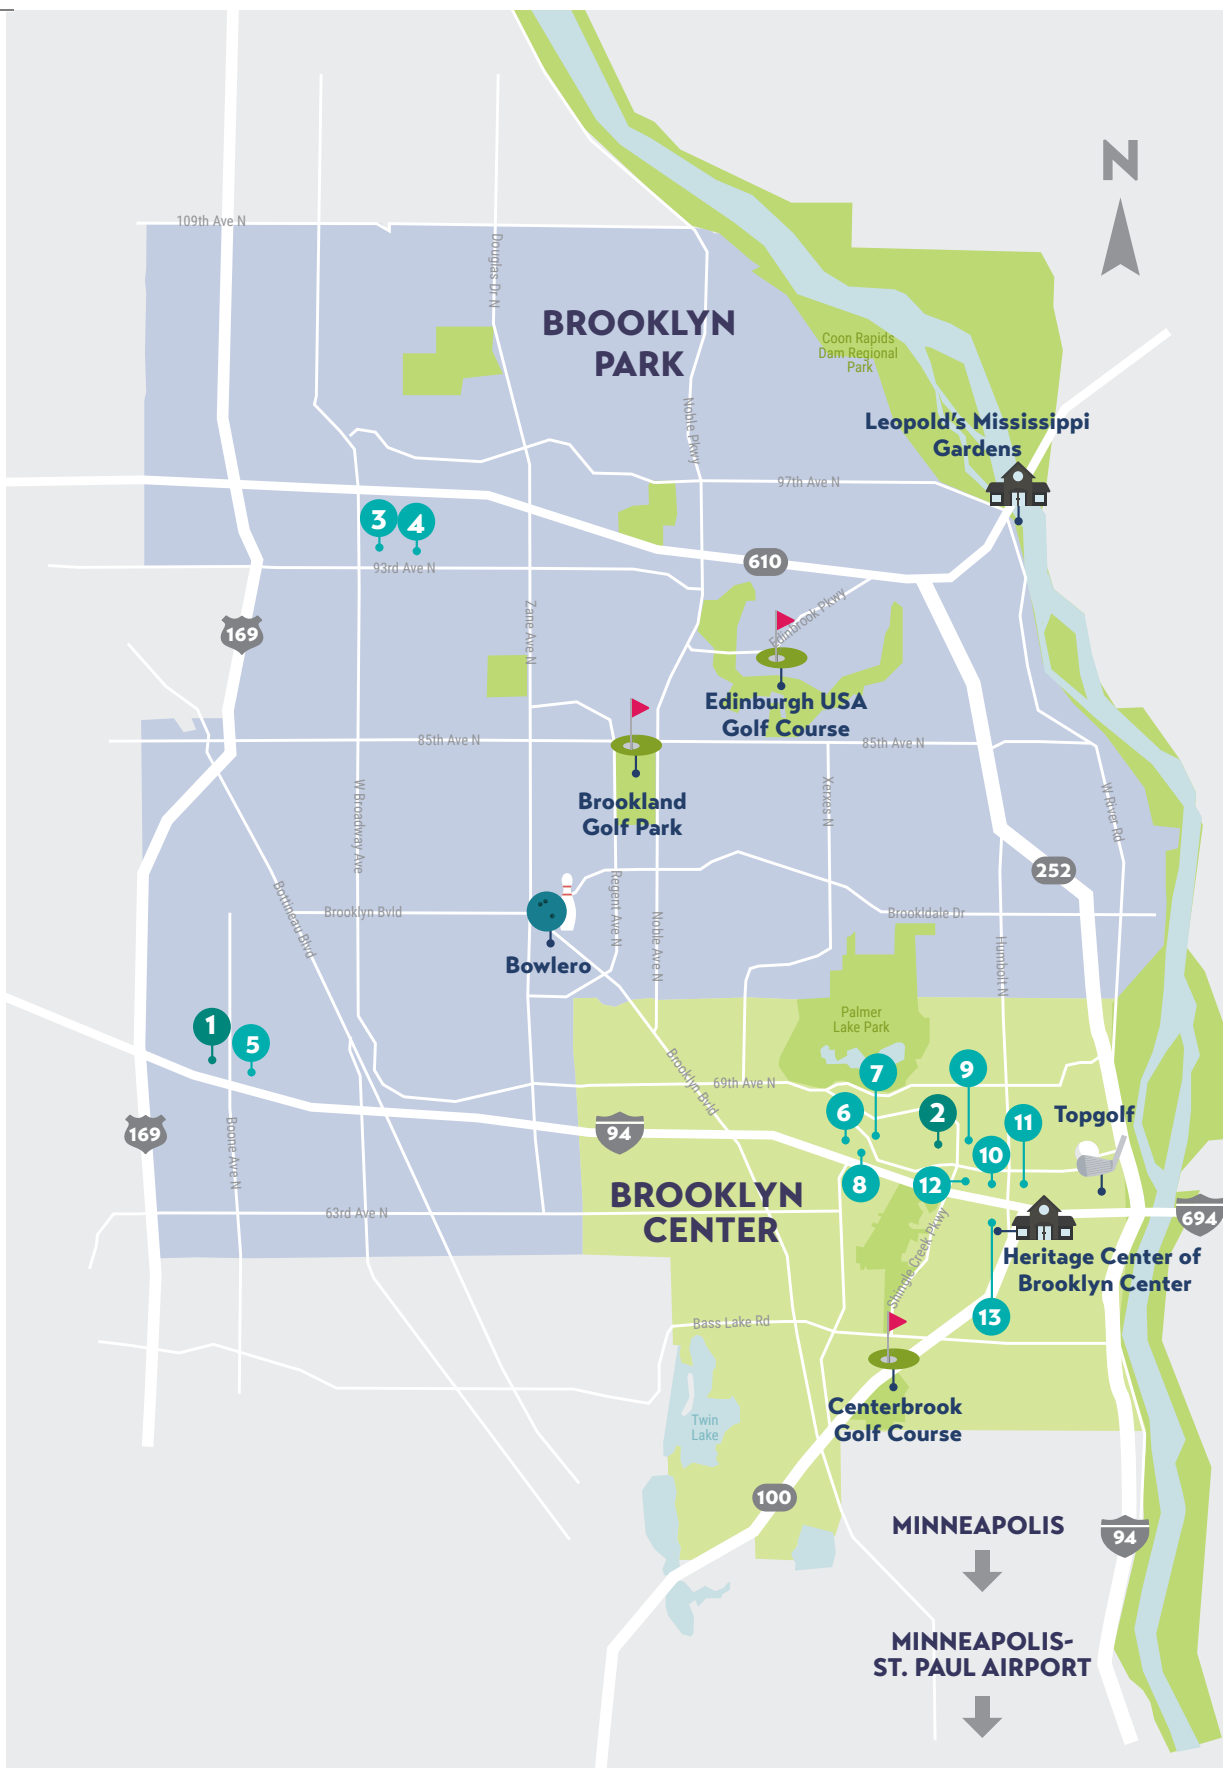 N
109th Ave N
Douglas Dr N
BROOKLYN
PARK
Coon Rapids
Dam Regional
Park
Noble Pkwy
Leopold's Mississippi
Gardens
97th Ave N
3
4
93rd Ave N
610
169
Zane Ave N
Edinbrook Pkwy
Edinburgh USA
Golf Course
85th Ave N
85th Ave N
W Broadway Ave
Brookland
Golf Park
Xerxes N
W River Rd
252
Bottineau Blvd
Brooklyn Bvld
Regent Ave N
Noble Ave N
Brookldale Dr
Humbolt N
Bowlero
1
5
Palmer
Lake Park
Brooklyn Bvld
69th Ave N
7
9
6
2
11
Topgolf
169
Boone Ave N
94
10
8
12
BROOKLYN
CENTER
63rd Ave N
694
Shingle Creek Pkwy
Heritage Center of
Brooklyn Center
13
Bass Lake Rd
Centerbrook
Golf Course
Twin
Lake
100
MINNEAPOLIS
94
MINNEAPOLIS-
ST. PAUL AIRPORT